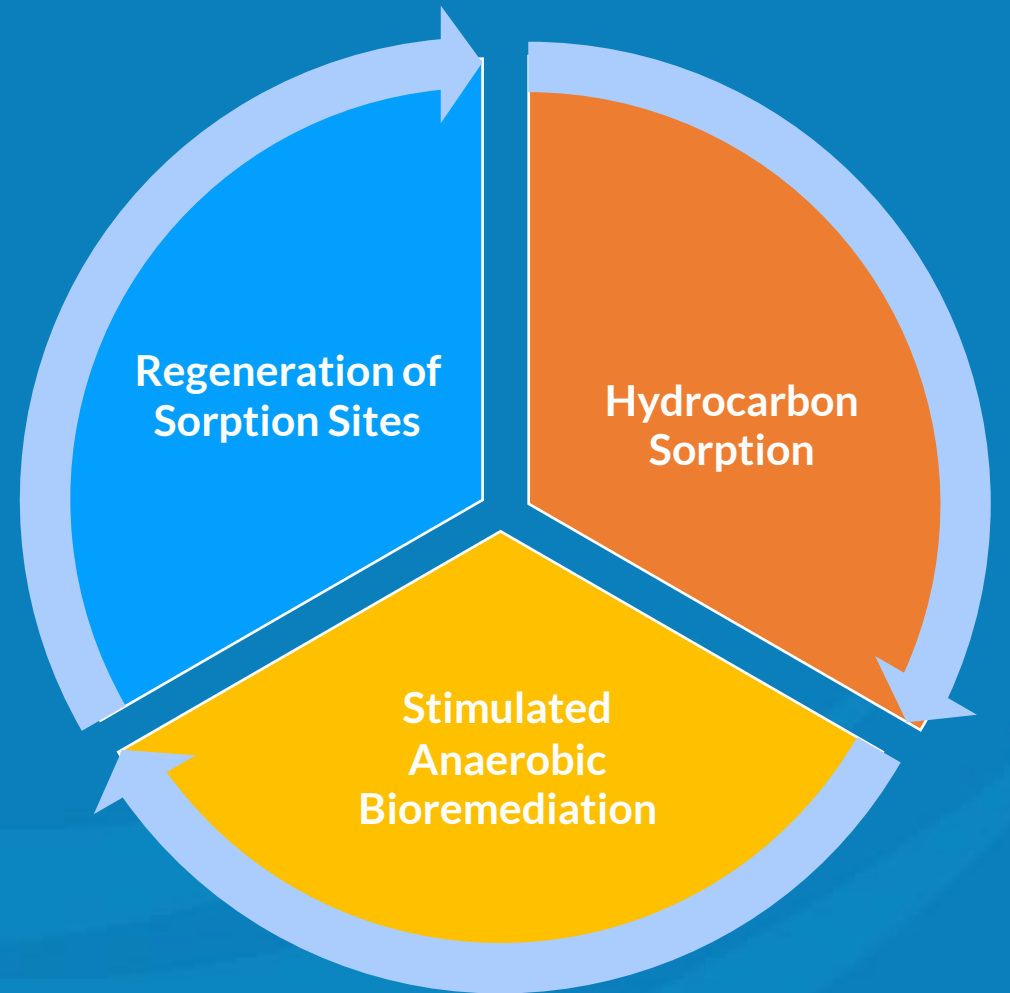 Regeneration of
Sorption Sites
Hydrocarbon
Sorption
Stimulated
Anaerobic
Bioremediation